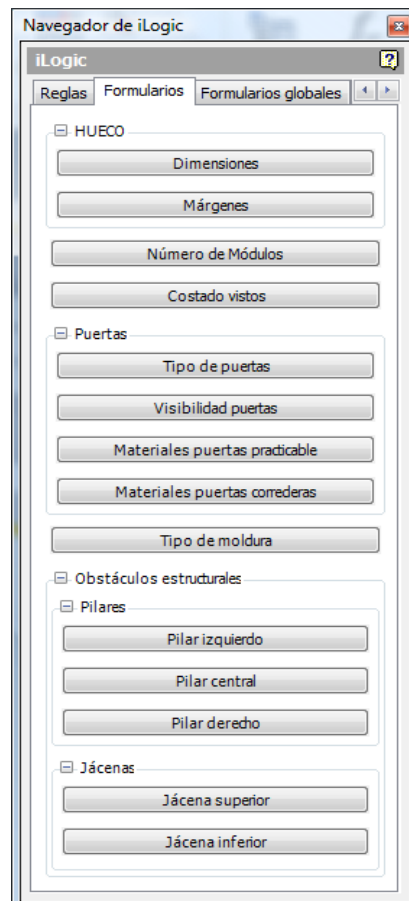 Navegador de iLogic
iLogic
Reglas Formularios Formularios globales
HUECO
Dimensiones
Márgenes
Número de Módulos
Costado vistos
Puertas
Tipo de puertas
Visibilidad puertas
Materiales puertas practicable
Materiales puertas correderas
Tipo de moldura
Obstáculos estructurales
Pilares
Pilar izquierdo
Pilar central
Pilar derecho
Jácenas
Jácena superior
Jácena inferior